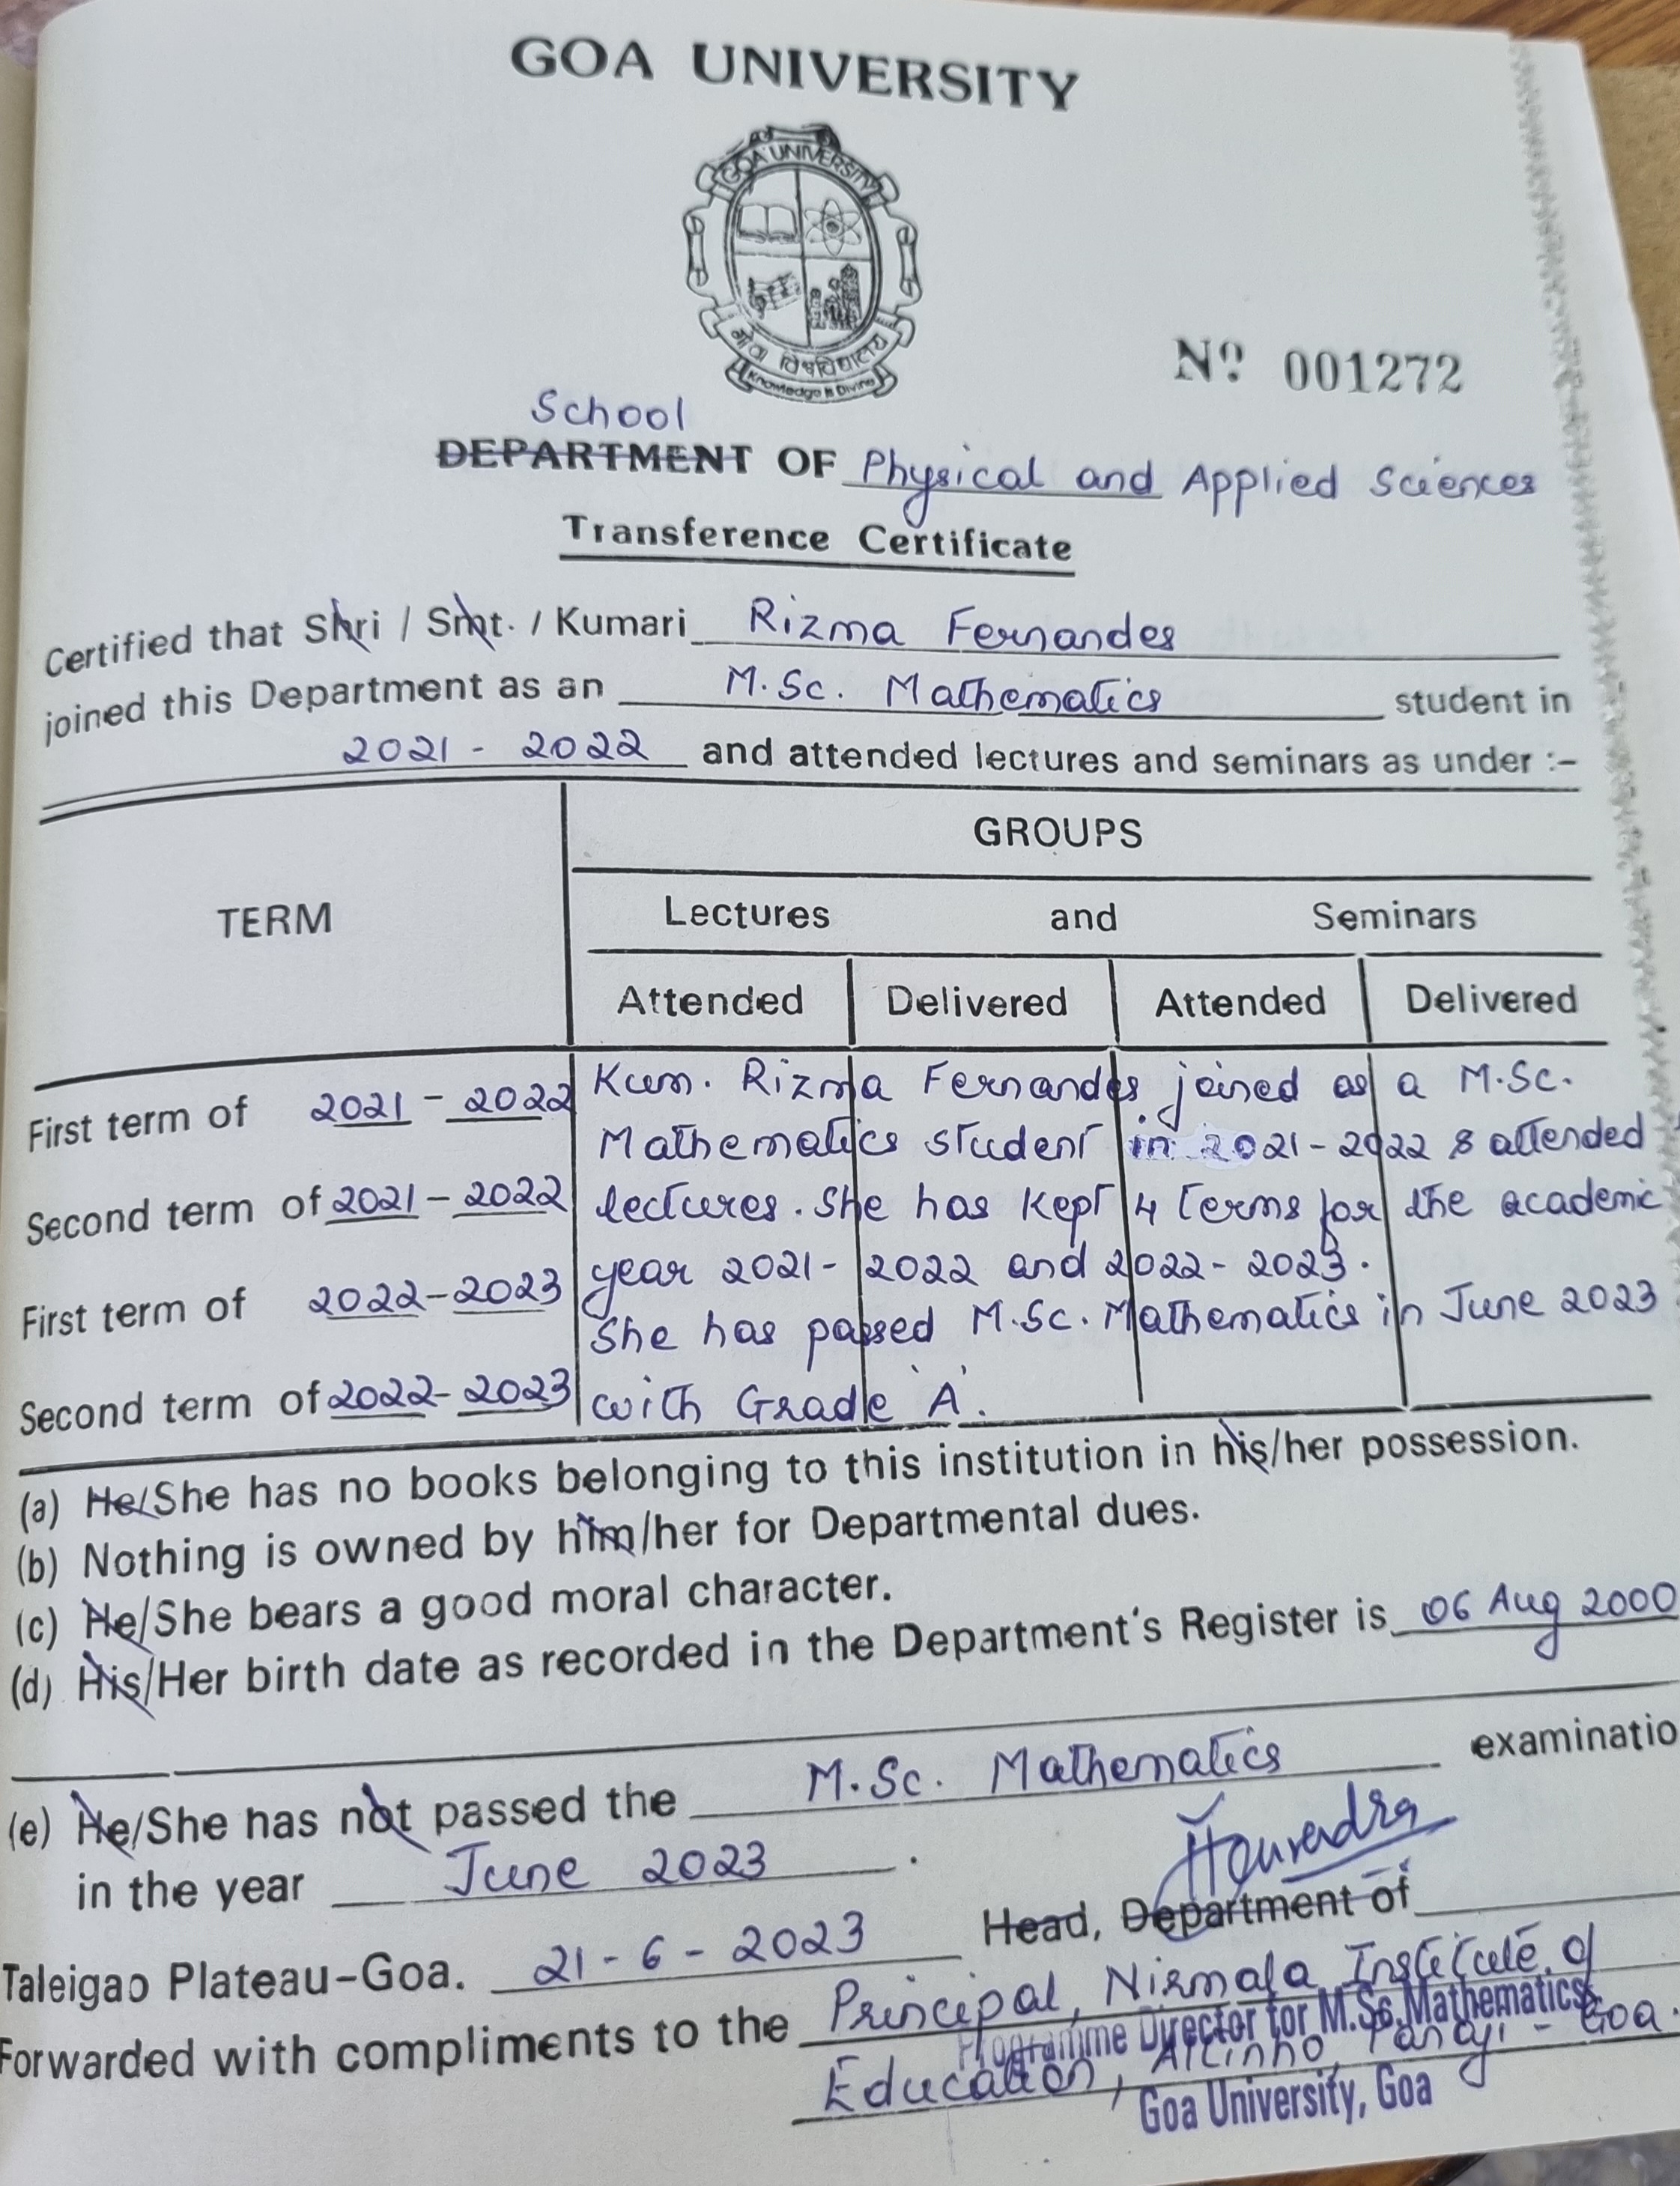 GOA UNIVERSITY
GOA UNIVERSITY
गोंय विश्वविद्यालय
Knowledge is Divine
Nº 001272
School
DEPARTMENT OF Physical and Applied Sciences
Transference Certificate
Certified that Shri / Smt. / Kumari Rizma Fernandes
joined this Department as an M.Sc. Mathematics student in
2021 - 2022 and attended lectures and seminars as under :-
GROUPS
TERM
Lectures and Seminars
Attended Delivered Attended Delivered
First term of 2021 - 2022 Kum. Rizma Fernandes joined as a M.Sc.
Mathematics student in 2021-2022 & attended
Second term of 2021 - 2022 lectures. She has kept 4 terms for the academic
year 2021-2022 and 2022-2023.
First term of 2022-2023 She has passed M.Sc. Mathematics in June 2023
Second term of 2022-2023 with Grade 'A'.
(a) He/She has no books belonging to this institution in his/her possession.
(b) Nothing is owned by him/her for Departmental dues.
(c) He/She bears a good moral character.
(d) His/Her birth date as recorded in the Department's Register is 06 Aug 2000
(e) He/She has not passed the M.Sc. Mathematics examinatio
in the year June 2023 .
Head, Department of
Taleigao Plateau-Goa. 21-6-2023
Forwarded with compliments to the Principal, Nirmala Institute of
Education, Altinho, Panaji - Goa.
Programme Director for M.Sc. Mathematics
Goa University, Goa